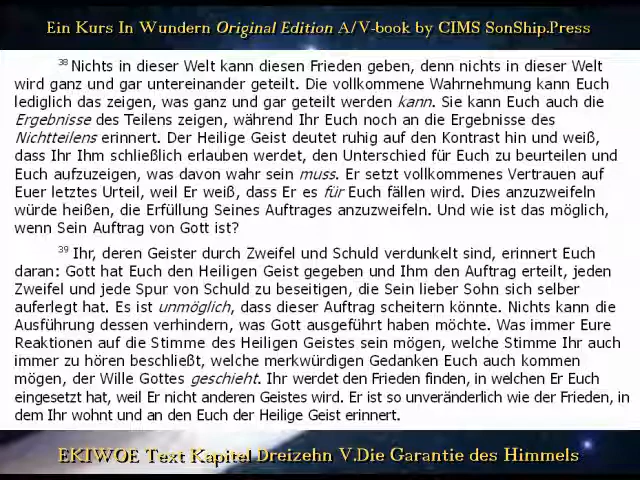 Ein Kurs In Wundern Original Edition A/V-book by CIMS SonShip.Press
38 Nichts in dieser Welt kann diesen Frieden geben, denn nichts in dieser Welt
wird ganz und gar untereinander geteilt. Die vollkommene Wahrnehmung kann Euch
lediglich das zeigen, was ganz und gar geteilt werden kann. Sie kann Euch auch die
Ergebnisse des Teilens zeigen, während Ihr Euch noch an die Ergebnisse des
Nichtteilens erinnert. Der Heilige Geist deutet ruhig auf den Kontrast hin und weiß,
dass Ihr Ihm schließlich erlauben werdet, den Unterschied für Euch zu beurteilen und
Euch aufzuzeigen, was davon wahr sein muss. Er setzt vollkommenes Vertrauen auf
Euer letztes Urteil, weil Er weiß, dass Er es für Euch fällen wird. Dies anzuzweifeln
würde heißen, die Erfüllung Seines Auftrages anzuzweifeln. Und wie ist das möglich,
wenn Sein Auftrag von Gott ist?
39 Ihr, deren Geister durch Zweifel und Schuld verdunkelt sind, erinnert Euch
daran: Gott hat Euch den Heiligen Geist gegeben und Ihm den Auftrag erteilt, jeden
Zweifel und jede Spur von Schuld zu beseitigen, die Sein lieber Sohn sich selber
auferlegt hat. Es ist unmöglich, dass dieser Auftrag scheitern könnte. Nichts kann die
Ausführung dessen verhindern, was Gott ausgeführt haben möchte. Was immer Eure
Reaktionen auf die Stimme des Heiligen Geistes sein mögen, welche Stimme Ihr auch
immer zu hören beschließt, welche merkwürdigen Gedanken Euch auch kommen
mögen, der Wille Gottes geschieht. Ihr werdet den Frieden finden, in welchen Er Euch
eingesetzt hat, weil Er nicht anderen Geistes wird. Er ist so unveränderlich wie der Frieden, in
dem Ihr wohnt und an den Euch der Heilige Geist erinnert.
EKIWOE Text Kapitel Dreizehn V.Die Garantie des Himmels